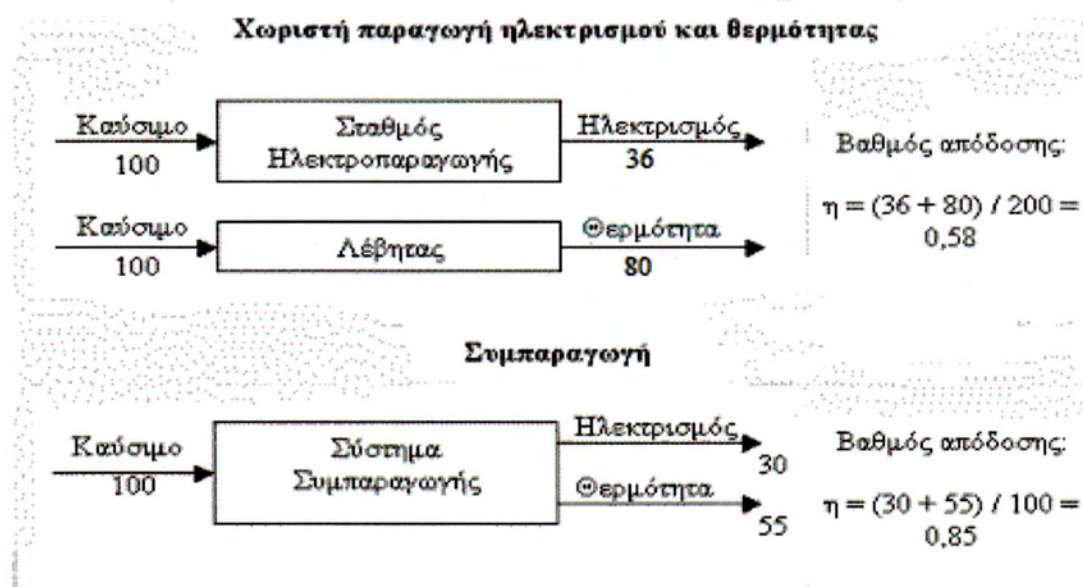 Χωριστή παραγωγή ηλεκτρισμού και θερμότητας
Καύσιμο
100
Σταθμός
Ηλεκτροπαραγωγής
Ηλεκτρισμός
36
Βαθμός απόδοσης:
η = (36 + 80) / 200 =
0,58
Καύσιμο
100
Λέβητας
Θερμότητα
80
Συμπαραγωγή
Καύσιμο
100
Σύστημα
Συμπαραγωγής
Ηλεκτρισμός
30
Θερμότητα
55
Βαθμός απόδοσης:
η = (30 + 55) / 100 =
0,85